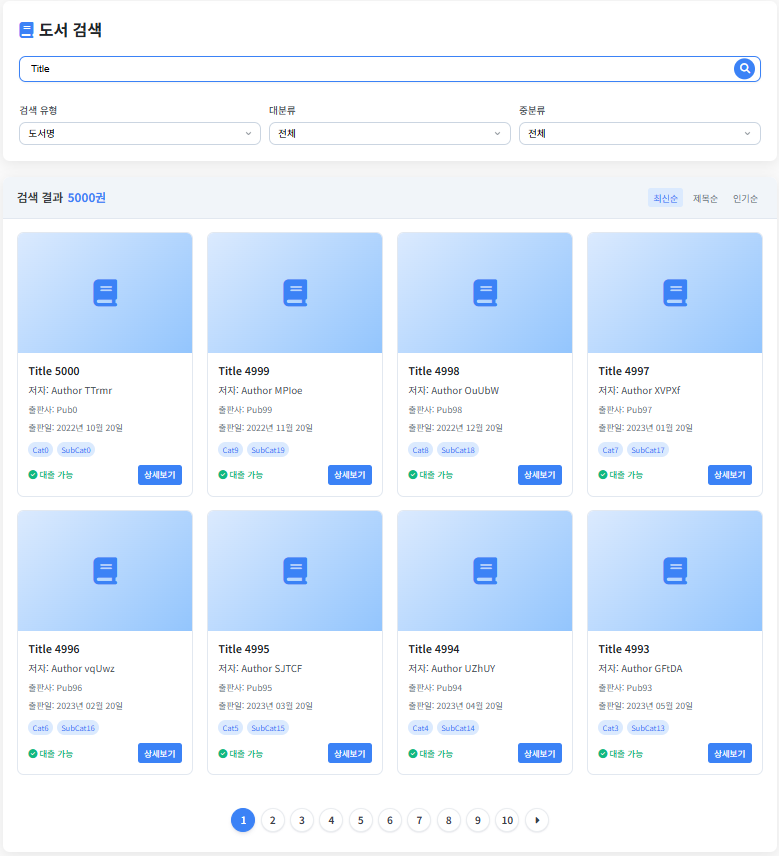 도서 검색
Title
검색 유형 대분류 중분류
도서명 전체 전체
검색 결과 5000권 최신순 제목순 인기순
Title 5000 Title 4999 Title 4998 Title 4997
저자: Author TTrmr 저자: Author MPIoe 저자: Author OuUbW 저자: Author XVPXf
출판사: Pub0 출판사: Pub99 출판사: Pub98 출판사: Pub97
출판일: 2022년 10월 20일 출판일: 2022년 11월 20일 출판일: 2022년 12월 20일 출판일: 2023년 01월 20일
Cat0 SubCat0 Cat9 SubCat19 Cat8 SubCat18 Cat7 SubCat17
대출 가능 상세보기 대출 가능 상세보기 대출 가능 상세보기 대출 가능 상세보기
Title 4996 Title 4995 Title 4994 Title 4993
저자: Author vqUwz 저자: Author SJTCF 저자: Author UZhUY 저자: Author GFtDA
출판사: Pub96 출판사: Pub95 출판사: Pub94 출판사: Pub93
출판일: 2023년 02월 20일 출판일: 2023년 03월 20일 출판일: 2023년 04월 20일 출판일: 2023년 05월 20일
Cat6 SubCat16 Cat5 SubCat15 Cat4 SubCat14 Cat3 SubCat13
대출 가능 상세보기 대출 가능 상세보기 대출 가능 상세보기 대출 가능 상세보기
1 2 3 4 5 6 7 8 9 10